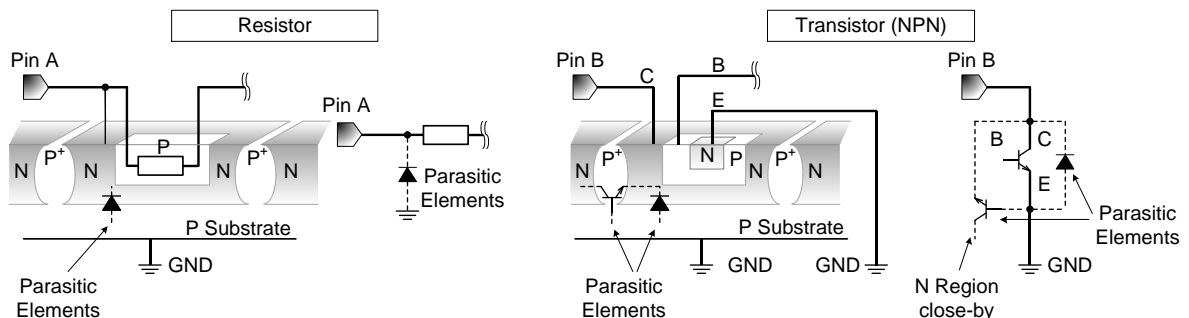 Resistor
Transistor (NPN)
Pin A
Pin B
C
B
E
Pin B
Pin A
N
P+
N
P
N
P+
N
Parasitic
Elements
N
P+
N
N
P
P+
N
N
B
C
E
Parasitic
Elements
P Substrate
GND
Parasitic
Elements
P Substrate
GND
GND
Parasitic
Elements
GND
N Region
close-by